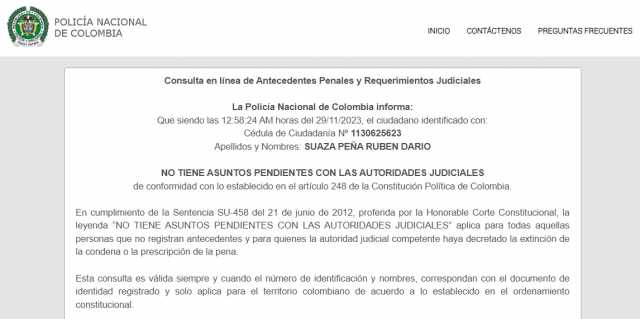 POLICÍA NACIONAL
DE COLOMBIA
INICIO CONTÁCTENOS PREGUNTAS FRECUENTES
Consulta en línea de Antecedentes Penales y Requerimientos Judiciales
La Policía Nacional de Colombia informa:
Que siendo las 12:58:24 AM horas del 29/11/2023, el ciudadano identificado con:
Cédula de Ciudadanía Nº 1130625623
Apellidos y Nombres: SUAZA PEÑA RUBEN DARIO
NO TIENE ASUNTOS PENDIENTES CON LAS AUTORIDADES JUDICIALES
de conformidad con lo establecido en el artículo 248 de la Constitución Política de Colombia.
En cumplimiento de la Sentencia SU-458 del 21 de junio de 2012, proferida por la Honorable Corte Constitucional, la
leyenda "NO TIENE ASUNTOS PENDIENTES CON LAS AUTORIDADES JUDICIALES" aplica para todas aquellas
personas que no registran antecedentes y para quienes la autoridad judicial competente haya decretado la extinción de
la condena o la prescripción de la pena.
Esta consulta es válida siempre y cuando el número de identificación y nombres, correspondan con el documento de
identidad registrado y solo aplica para el territorio colombiano de acuerdo a lo establecido en el ordenamiento
constitucional.